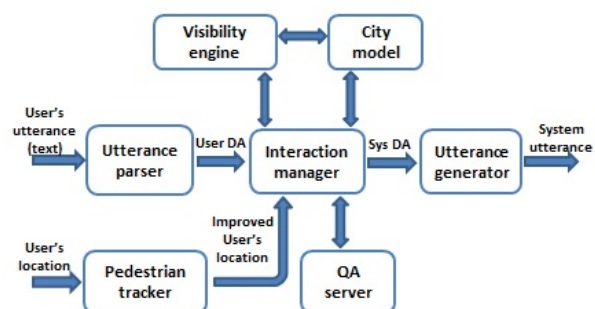 Visibility
engine
City
model
User's
utterance
(text)
Utterance
parser
User DA
Interaction
manager
Sys DA
Utterance
generator
System
utterance
User's
location
Pedestrian
tracker
Improved
User's
location
QA
server